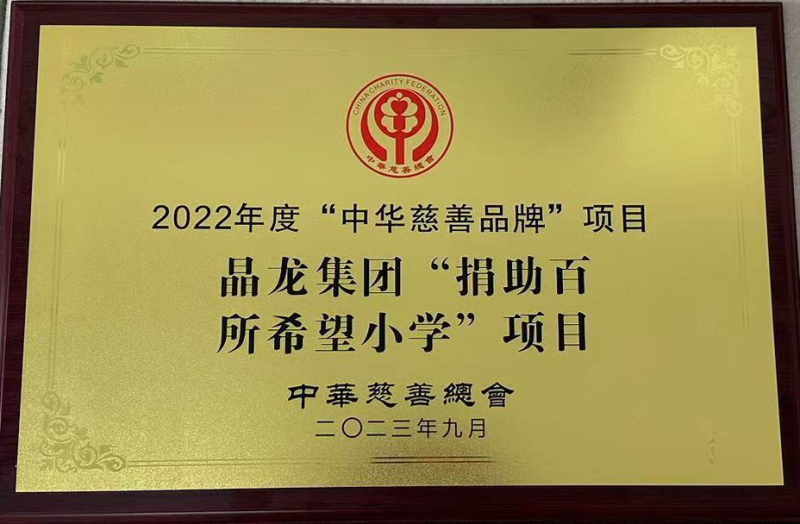 CHINA CHARITY FEDERATION
中華慈善總會
2022年度“中华慈善品牌”项目
晶龙集团“捐助百
所希望小学”项目
中華慈善總會
二〇二三年九月